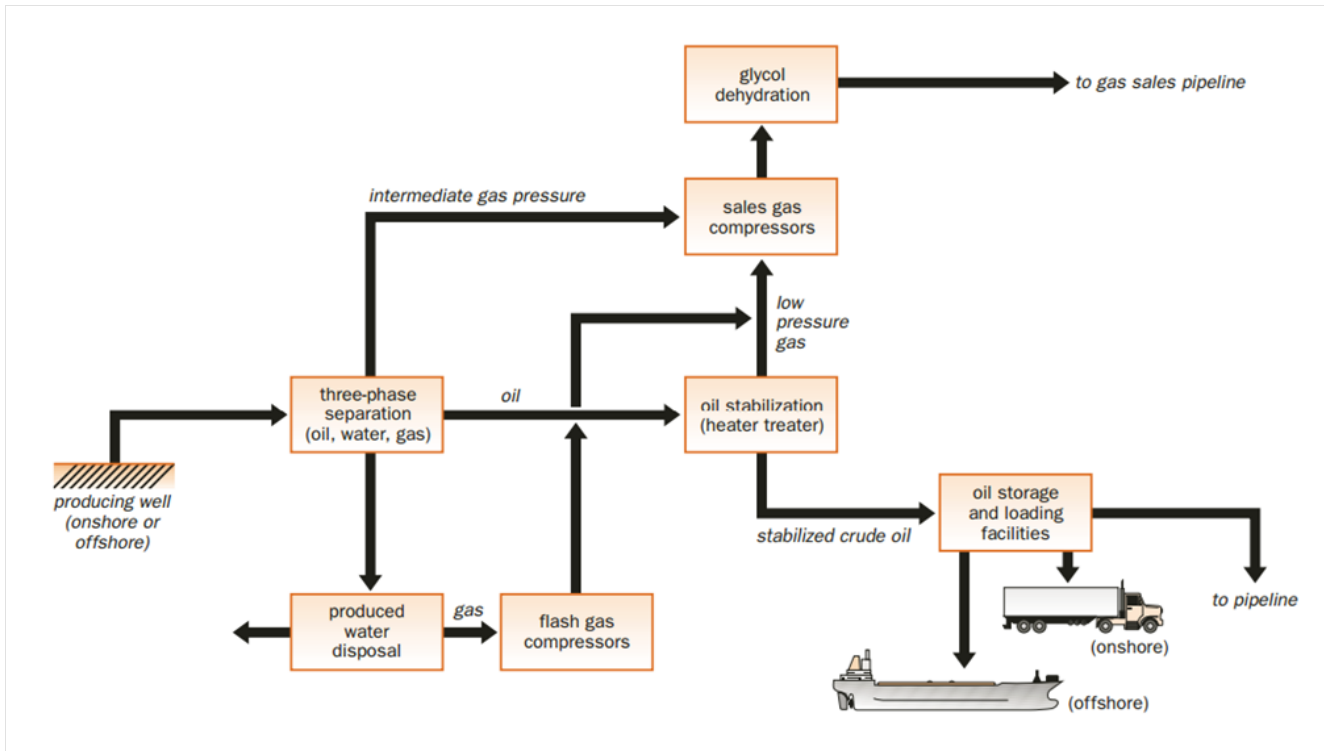 glycol
dehydration
to gas sales pipeline
intermediate gas pressure
sales gas
compressors
low
pressure
gas
three-phase
separation
(oil, water, gas)
oil
oil stabilization
(heater treater)
producing well
(onshore or
offshore)
oil storage
and loading
facilities
stabilized crude oil
produced
water
disposal
gas
flash gas
compressors
to pipeline
(onshore)
(offshore)